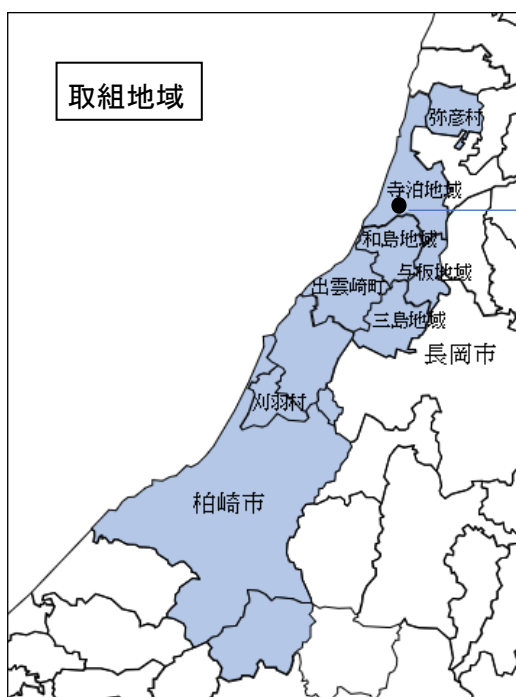 取組地域
弥彦村
寺泊地域
和島地域
与板地域
出雲崎町
三島地域
長岡市
刈羽村
柏崎市